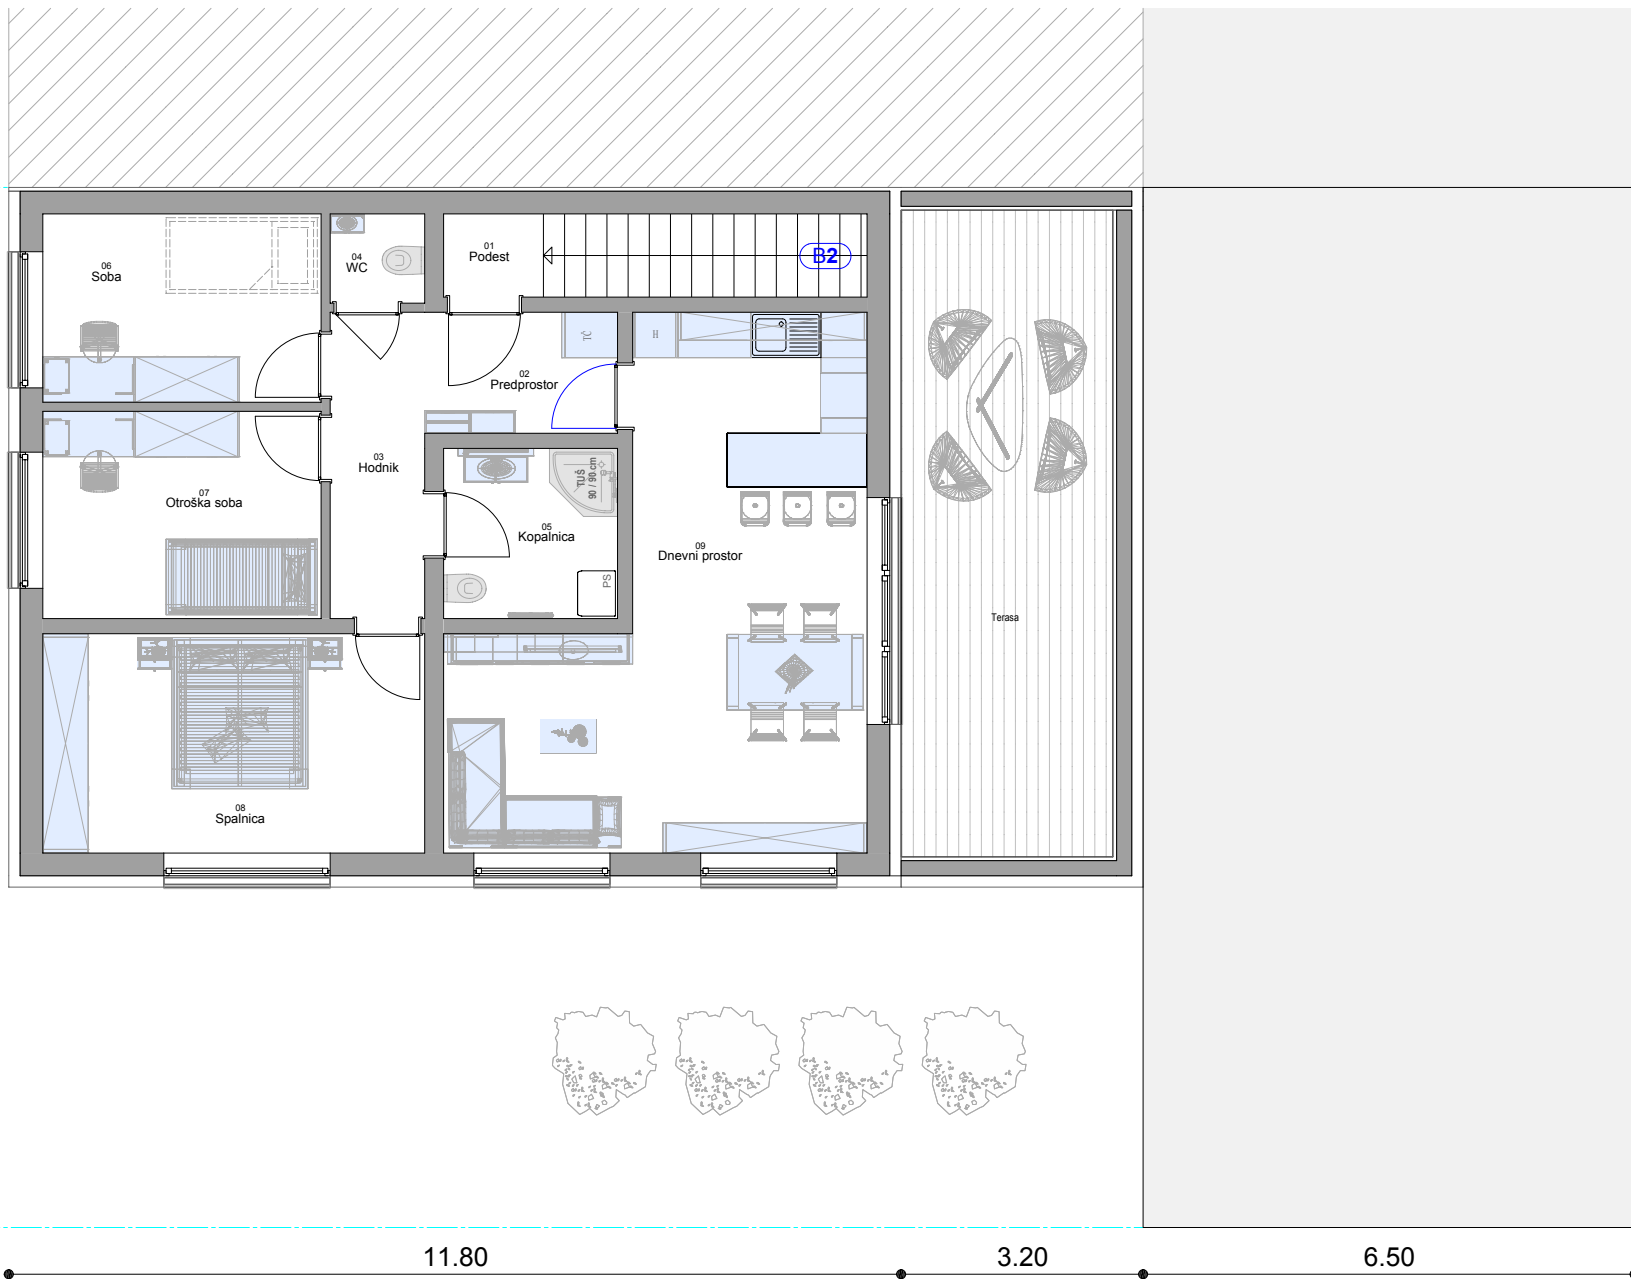 06
Soba
04
WC
01
Podest
B2
TČ
H
02
Predprostor
03
Hodnik
TUŠ
90 / 90 cm
07
Otroška soba
05
Kopalnica
09
Dnevni prostor
PS
Terasa
08
Spalnica
11.80
3.20
6.50